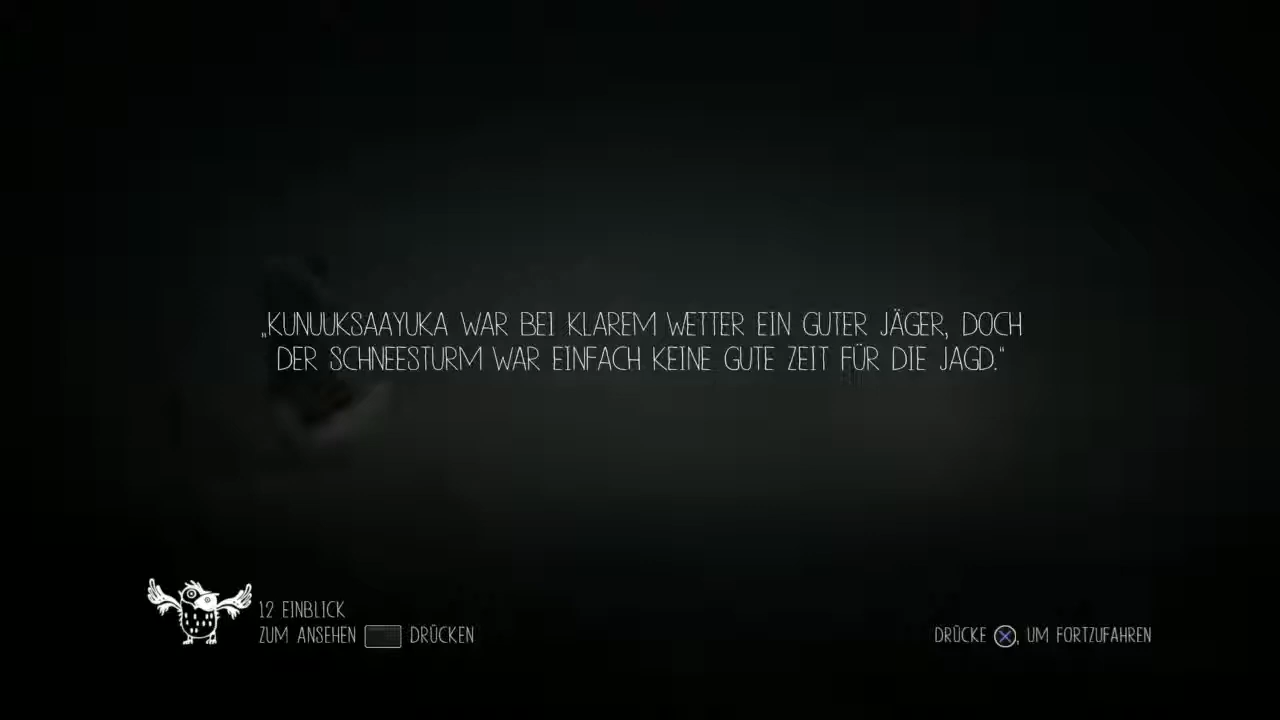 „KUNUUKSAAYUKA WAR BEI KLAREM WETTER EIN GUTER JÄGER, DOCH
DER SCHNEESTURM WAR EINFACH KEINE GUTE ZEIT FÜR DIE JAGD.“
12 EINBLICK
ZUM ANSEHEN DRÜCKEN
DRÜCKE , UM FORTZUFAHREN